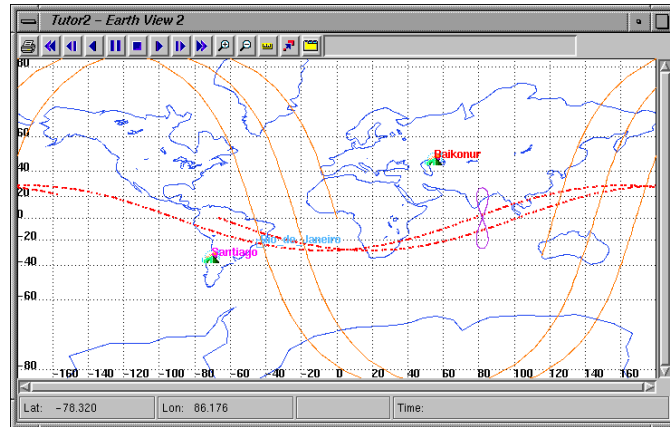 Tutor2 – Earth View 2
80
60
40
20
0
-20
-40
-60
-80
Baikonur
Rio de Janeiro
Santiago
-160 -140 -120 -100 -80 -60 -40 -20 0 20 40 60 80 100 120 140 160 180
Lat: -78.320
Lon: 86.176
Time: